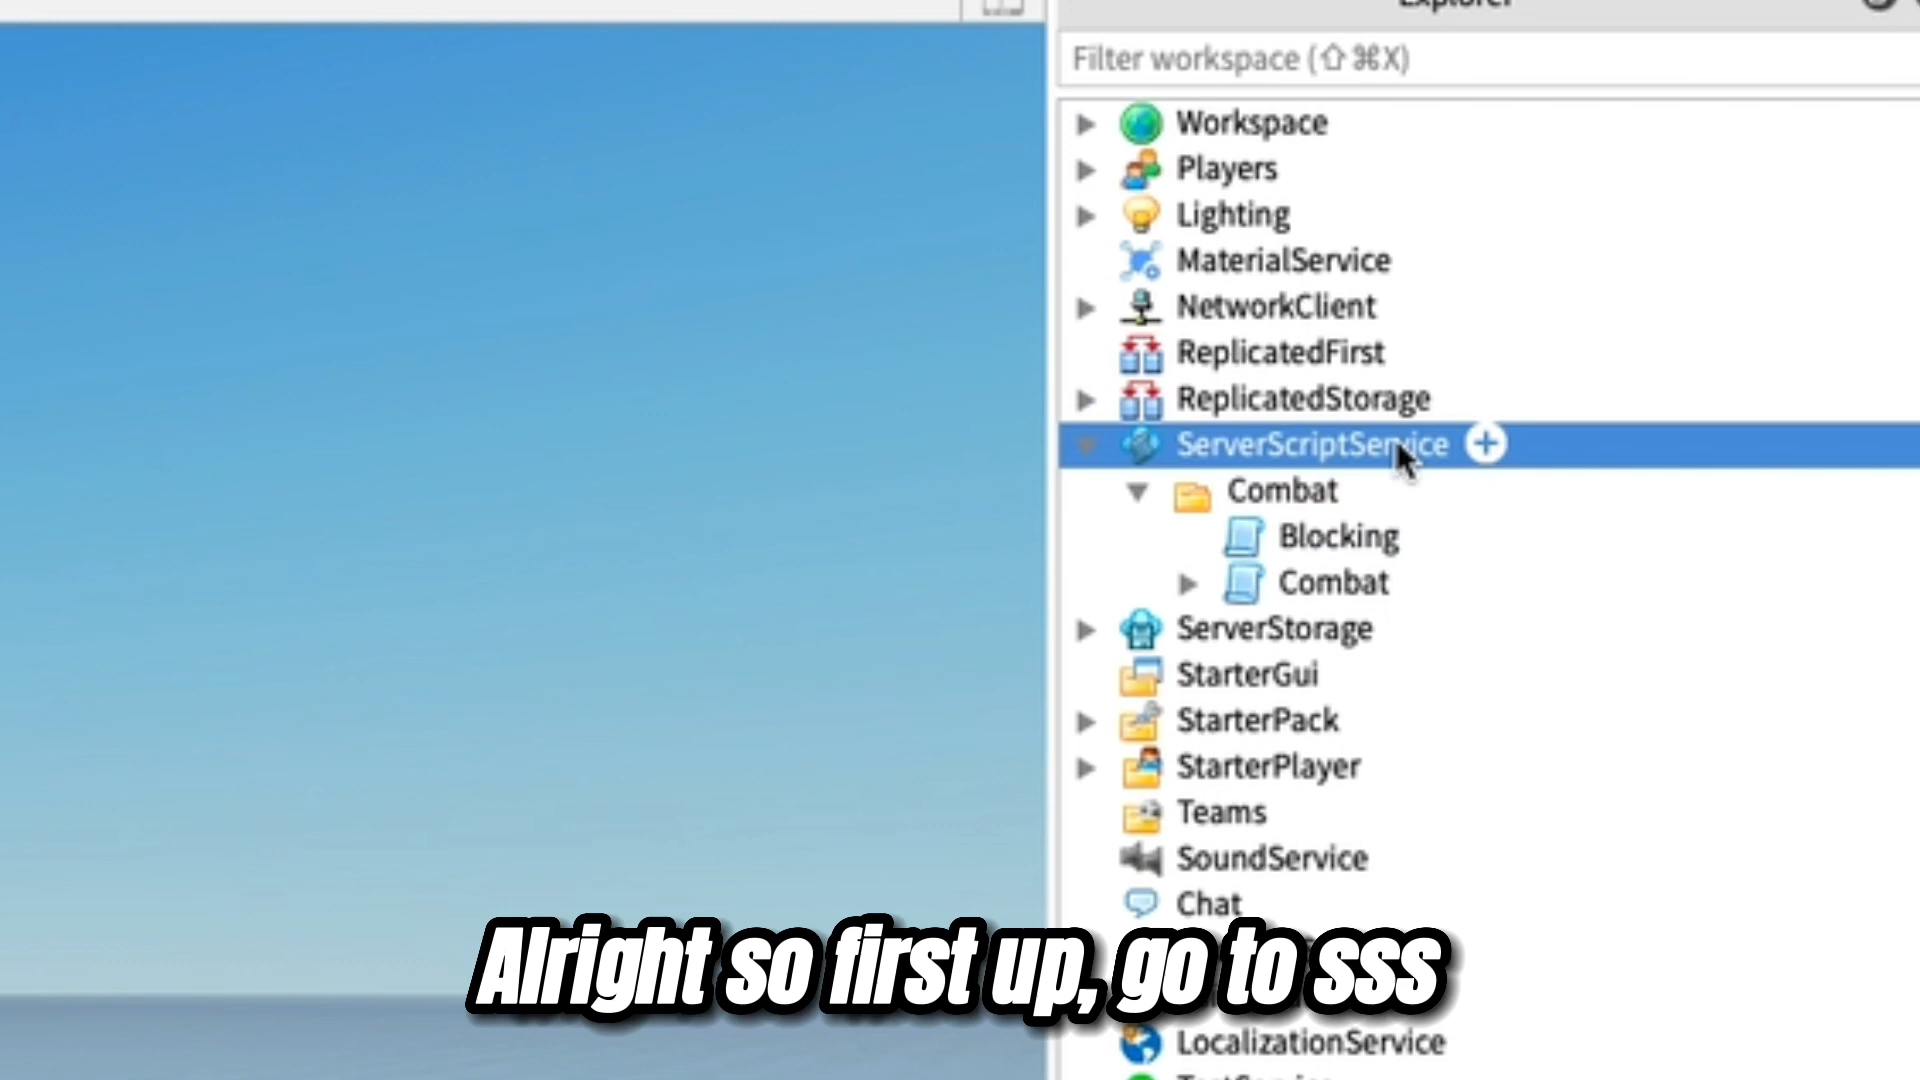 Explorer
Filter workspace (⇧⌘X)
Workspace
Players
Lighting
MaterialService
NetworkClient
ReplicatedFirst
ReplicatedStorage
ServerScriptService
Combat
Blocking
Combat
ServerStorage
StarterGui
StarterPack
StarterPlayer
Teams
SoundService
Chat
Alright so first up, go to sss
LocalizationService